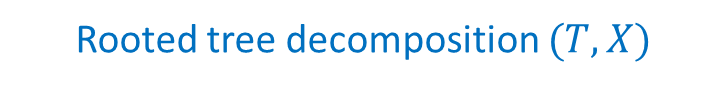 Rooted tree decomposition (T, X)